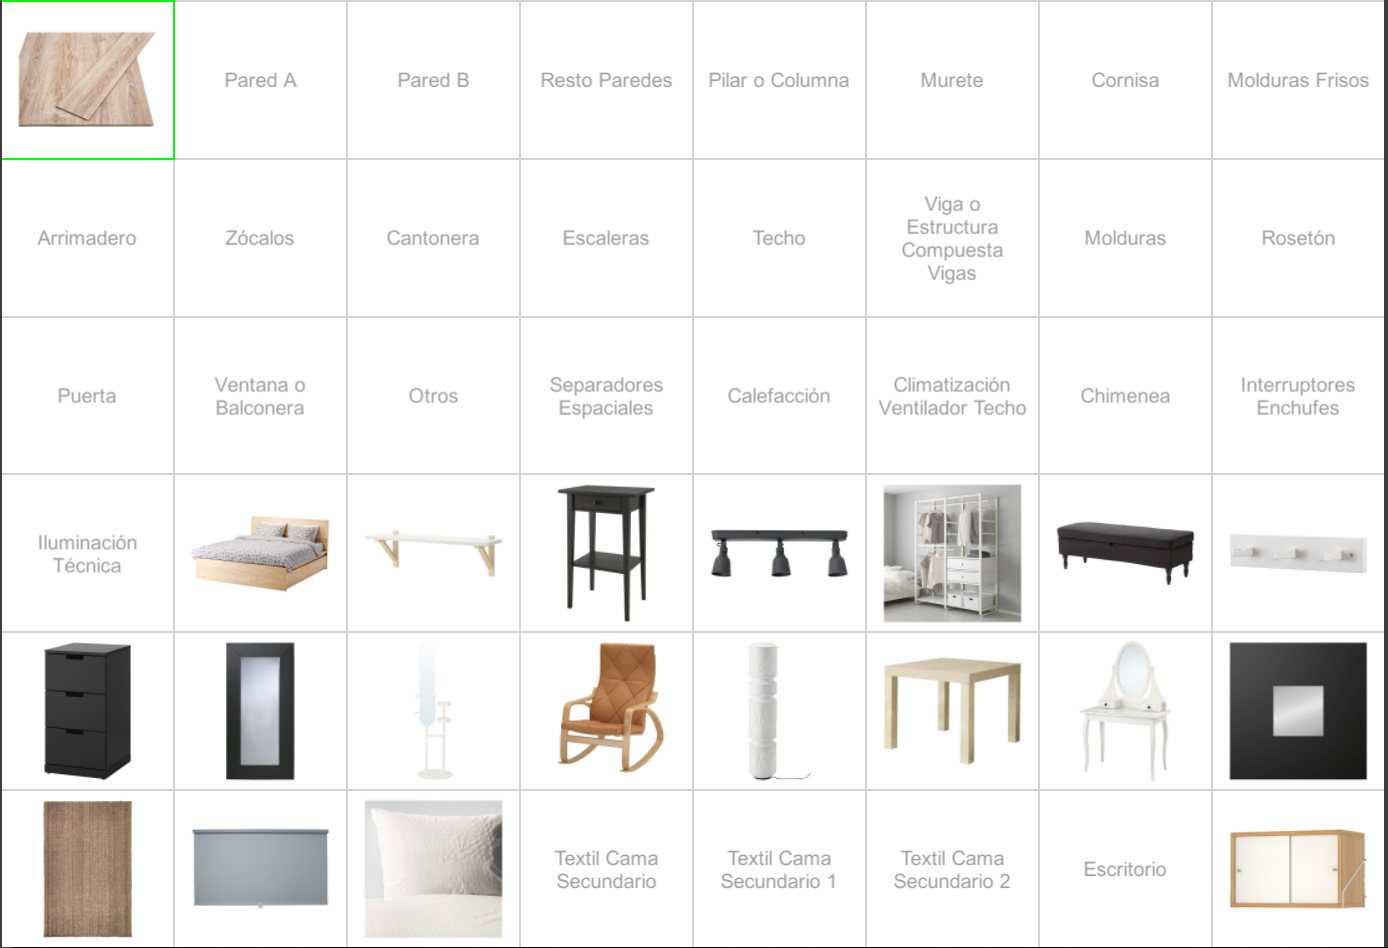 Pared A
Pared B
Resto Paredes
Pilar o Columna
Murete
Cornisa
Molduras Frisos
Arrimadero
Zócalos
Cantonera
Escaleras
Techo
Viga o
Estructura
Compuesta
Vigas
Molduras
Rosetón
Puerta
Ventana o
Balconera
Otros
Separadores
Espaciales
Calefacción
Climatización
Ventilador Techo
Chimenea
Interruptores
Enchufes
Iluminación
Técnica
Textil Cama
Secundario
Textil Cama
Secundario 1
Textil Cama
Secundario 2
Escritorio